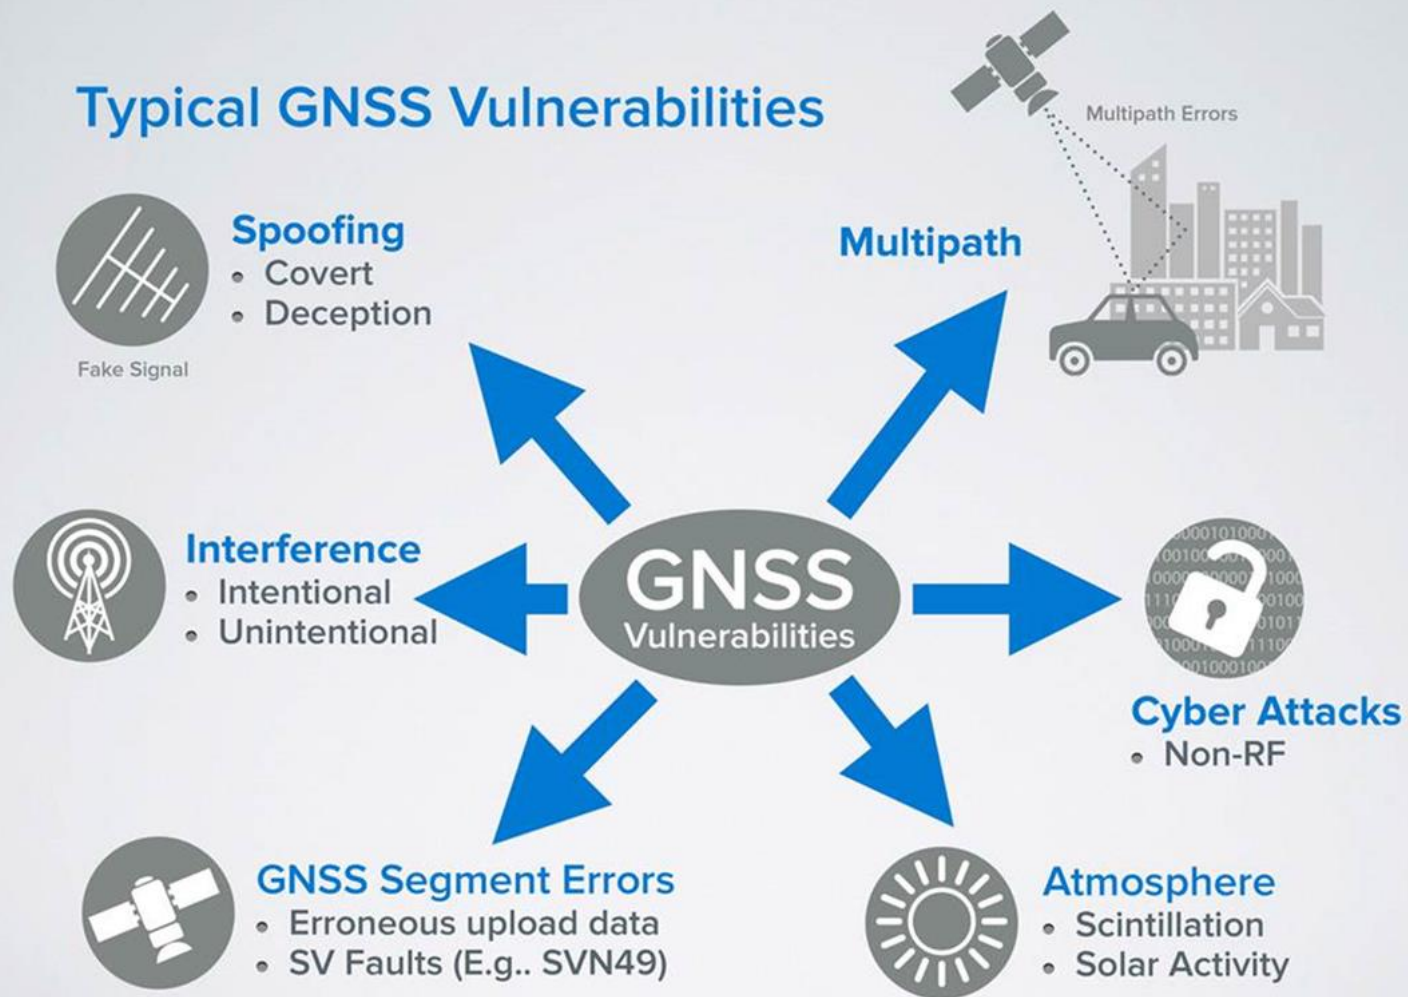 Typical GNSS Vulnerabilities
Multipath Errors
Spoofing
• Covert
• Deception
Fake Signal
Multipath
Interference
• Intentional
• Unintentional
GNSS
Vulnerabilities
Cyber Attacks
• Non-RF
GNSS Segment Errors
• Erroneous upload data
• SV Faults (E.g.. SVN49)
Atmosphere
• Scintillation
• Solar Activity